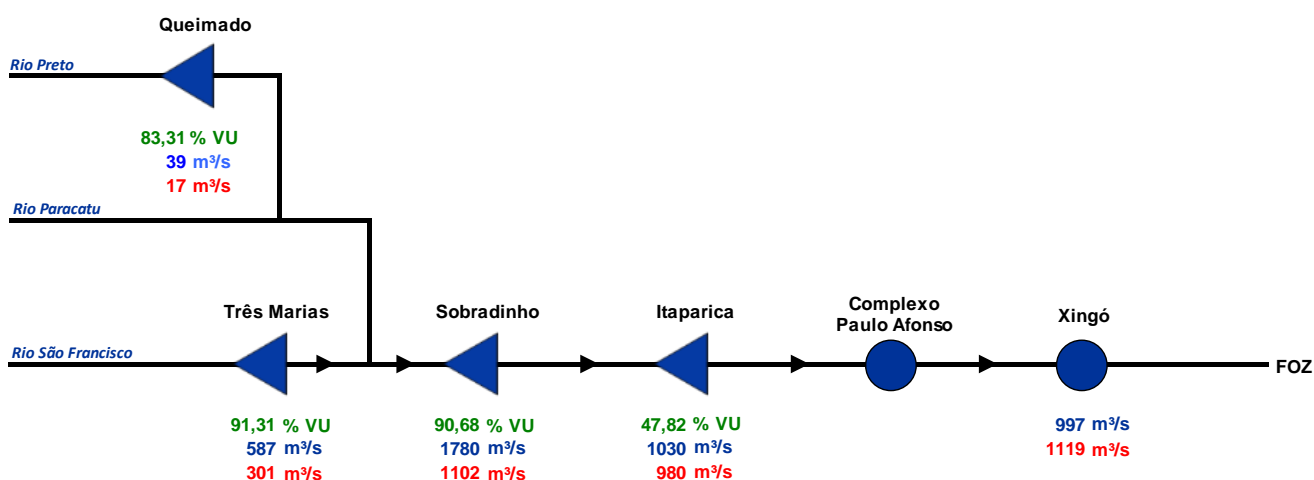 Queimado
Rio Preto
83,31 % VU
39 m³/s
17 m³/s
Rio Paracatu
Três Marias
Sobradinho
Itaparica
Complexo
Paulo Afonso
Xingó
Rio São Francisco
FOZ
91,31 % VU
587 m³/s
301 m³/s
90,68 % VU
1780 m³/s
1102 m³/s
47,82 % VU
1030 m³/s
980 m³/s
997 m³/s
1119 m³/s